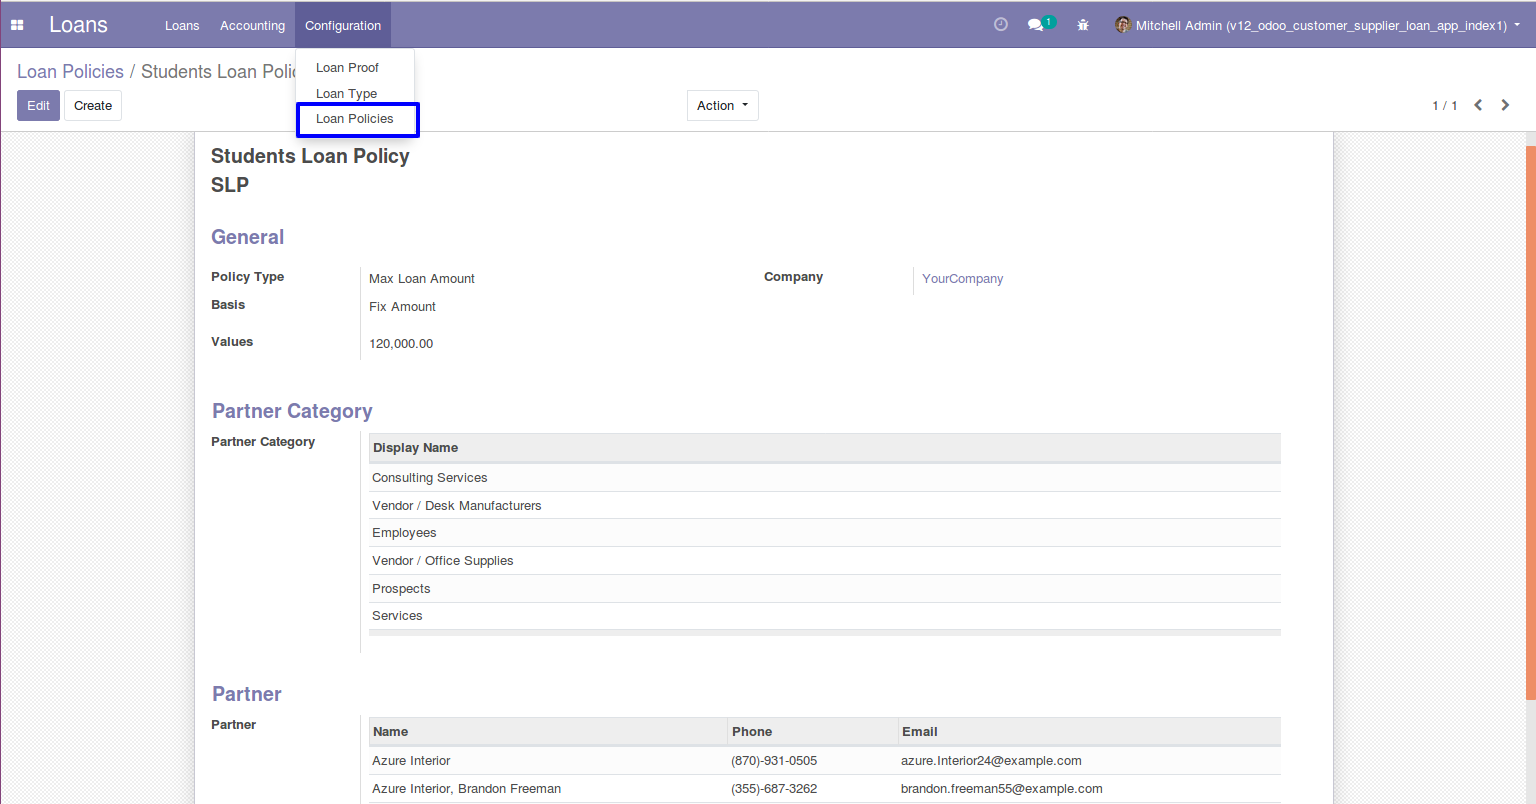 Loans Loans Accounting Configuration 1 Mitchell Admin (v12_odoo_customer_supplier_loan_app_index1)
Loan Policies / Students Loan Polic
Loan Proof
Loan Type
Loan Policies
Edit Create Action 1 / 1
Students Loan Policy
SLP
General
Policy Type Max Loan Amount Company YourCompany
Basis Fix Amount
Values 120,000.00
Partner Category
Partner Category Display Name
Consulting Services
Vendor / Desk Manufacturers
Employees
Vendor / Office Supplies
Prospects
Services
Partner
Partner Name Phone Email
Azure Interior (870)-931-0505 azure.Interior24@example.com
Azure Interior, Brandon Freeman (355)-687-3262 brandon.freeman55@example.com